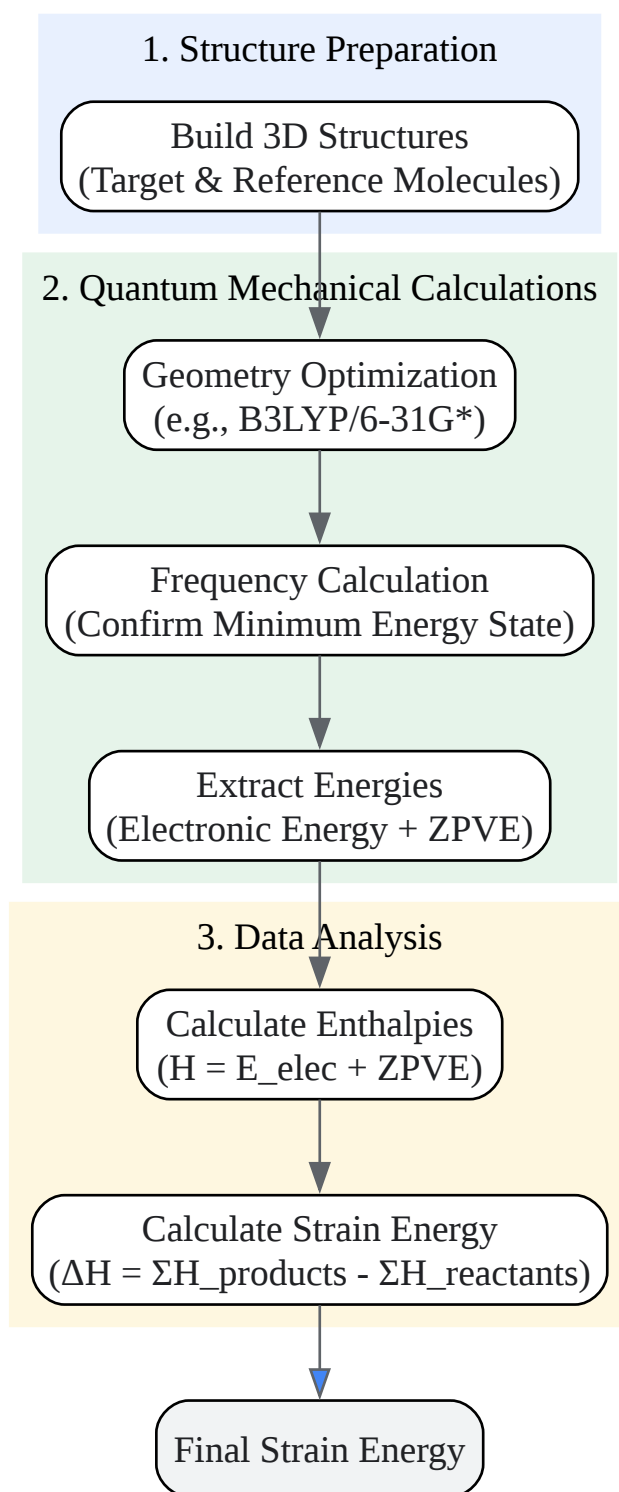 1. Structure Preparation
Build 3D Structures
(Target & Reference Molecules)
2. Quantum Mechanical Calculations
Geometry Optimization
(e.g., B3LYP/6-31G*)
Frequency Calculation
(Confirm Minimum Energy State)
Extract Energies
(Electronic Energy + ZPVE)
3. Data Analysis
Calculate Enthalpies
(H = E_elec + ZPVE)
Calculate Strain Energy
(ΔH = ΣH_products - ΣH_reactants)
Final Strain Energy